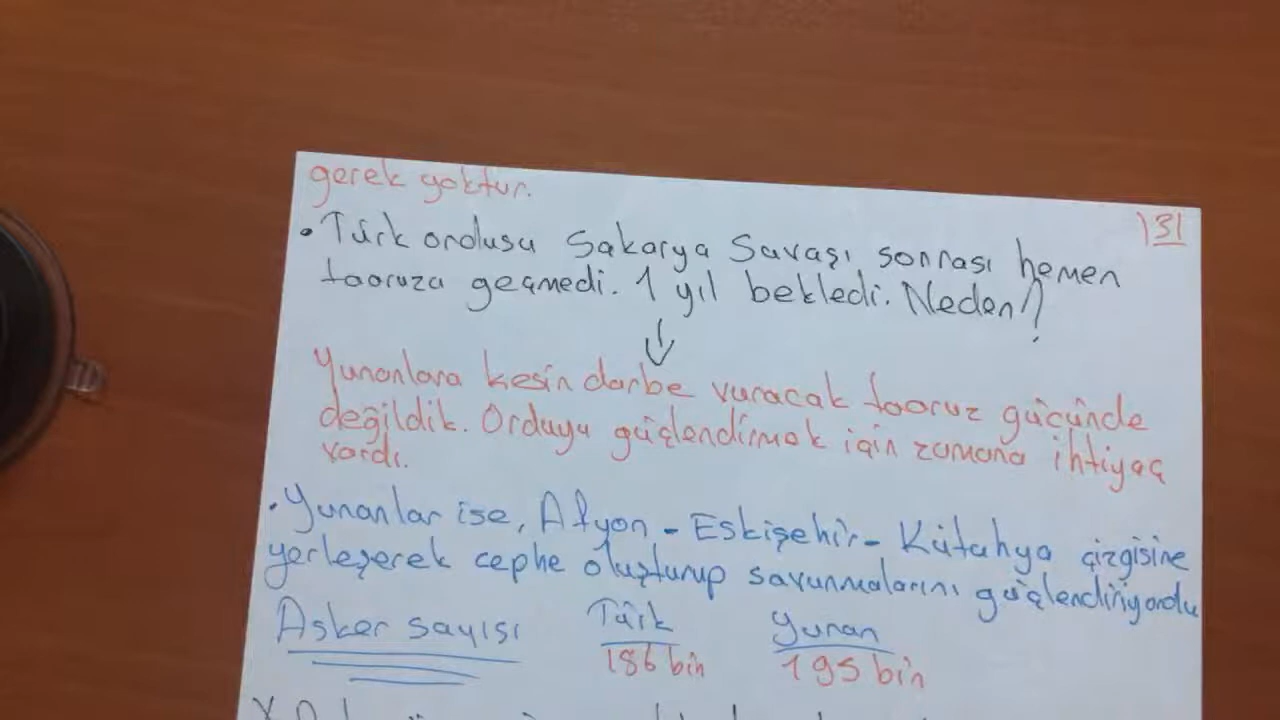 gerek yoktur.
131
• Türk ordusu Sakarya Savaşı sonrası hemen
taaruza geçmedi. 1 yıl bekledi. Neden?
↓
Yunanlara kesin darbe vuracak taaruz gücünde
değildik. Orduyu güçlendirmek için zamana ihtiyaç
vardı.
• Yunanlar ise, Afyon - Eskişehir - Kütahya çizgisine
yerleşerek cephe oluşturup savunmalarını güçlendiriyordu
Asker sayısı Türk Yunan
186 bin 195 bin